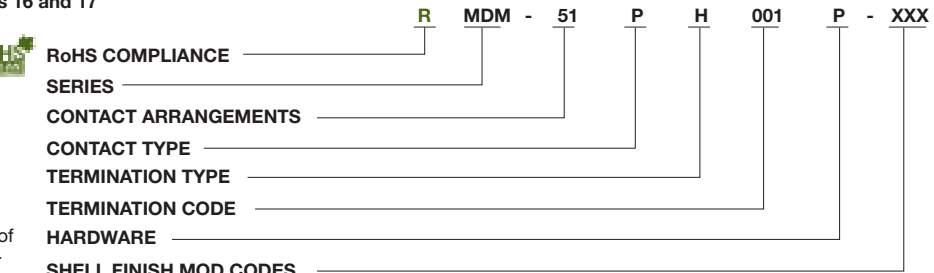 s 16 and 17
R MDM - 51 P H 001 P - XXX
HS
RoHS COMPLIANCE
SERIES
CONTACT ARRANGEMENTS
CONTACT TYPE
TERMINATION TYPE
TERMINATION CODE
of HARDWARE
SHELL FINISH MOD CODES